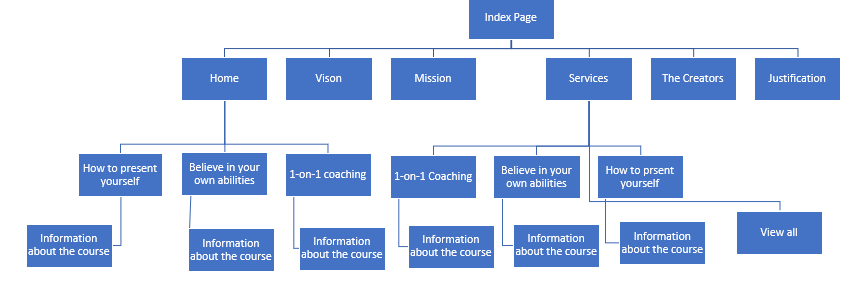 Index Page
Home
Vison
Mission
Services
The Creators
Justification
How to present
yourself
Believe in your
own abilities
1-on-1 coaching
1-on-1 Coaching
Believe in your
own abilities
How to prsent
yourself
Information
about the course
Information
about the course
Information
about the course
Information
about the course
Information
about the course
Information
about the course
View all